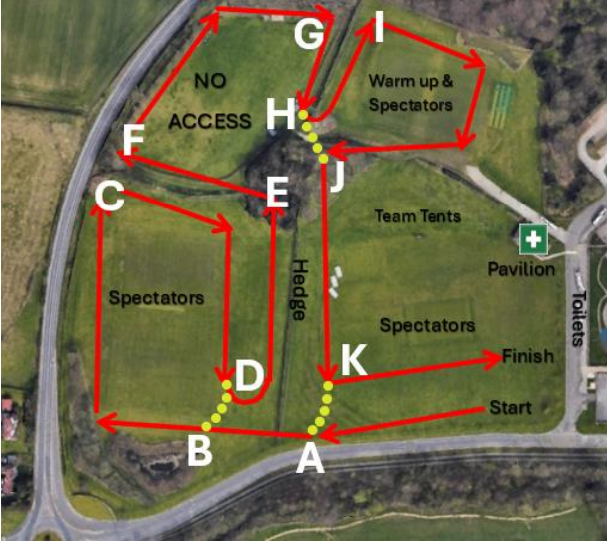 G
I
NO
ACCESS
Warm up &
Spectators
H
F
J
C
E
Team Tents
Pavilion
Hedge
Spectators
Toilets
Spectators
D
K
Finish
Start
B
A